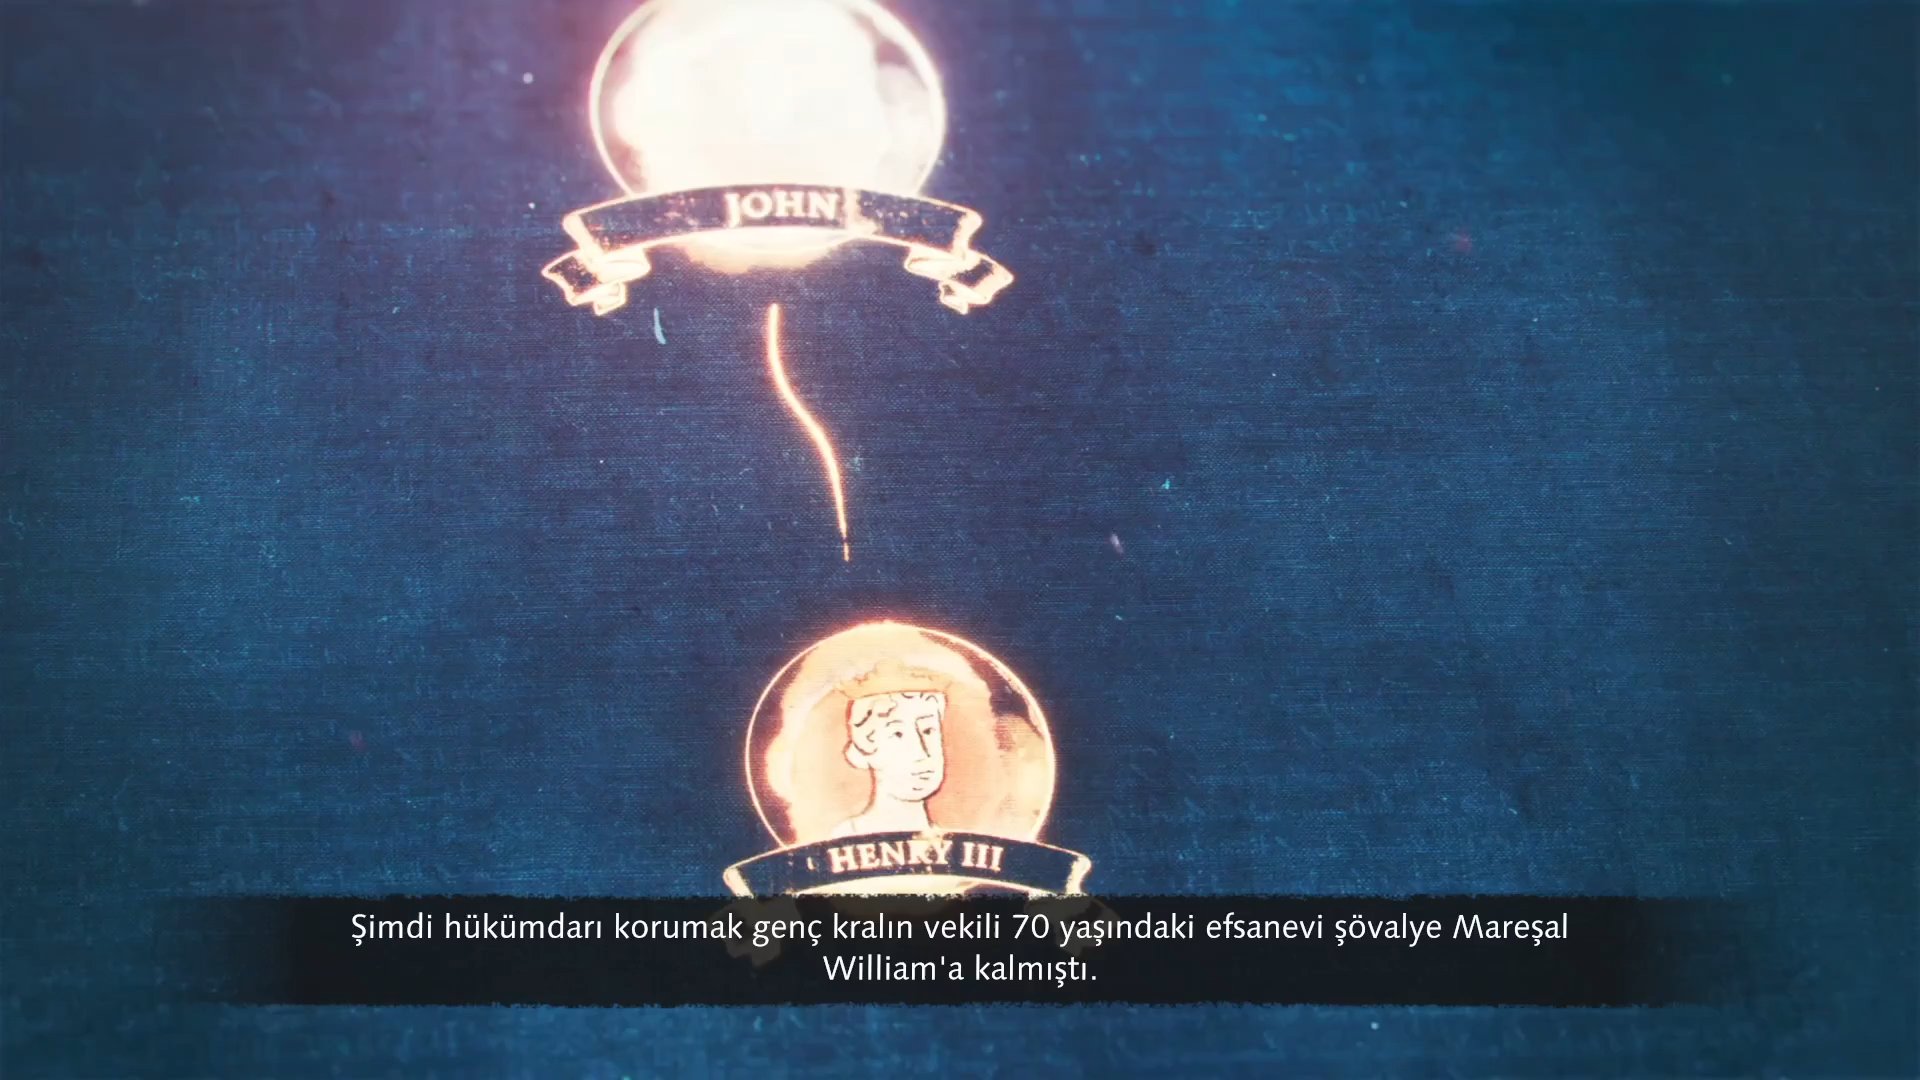 JOHN
HENRY III
Şimdi hükümdarı korumak genç kralın vekili 70 yaşındaki efsanevi şövalye Mareşal
William'a kalmıştı.